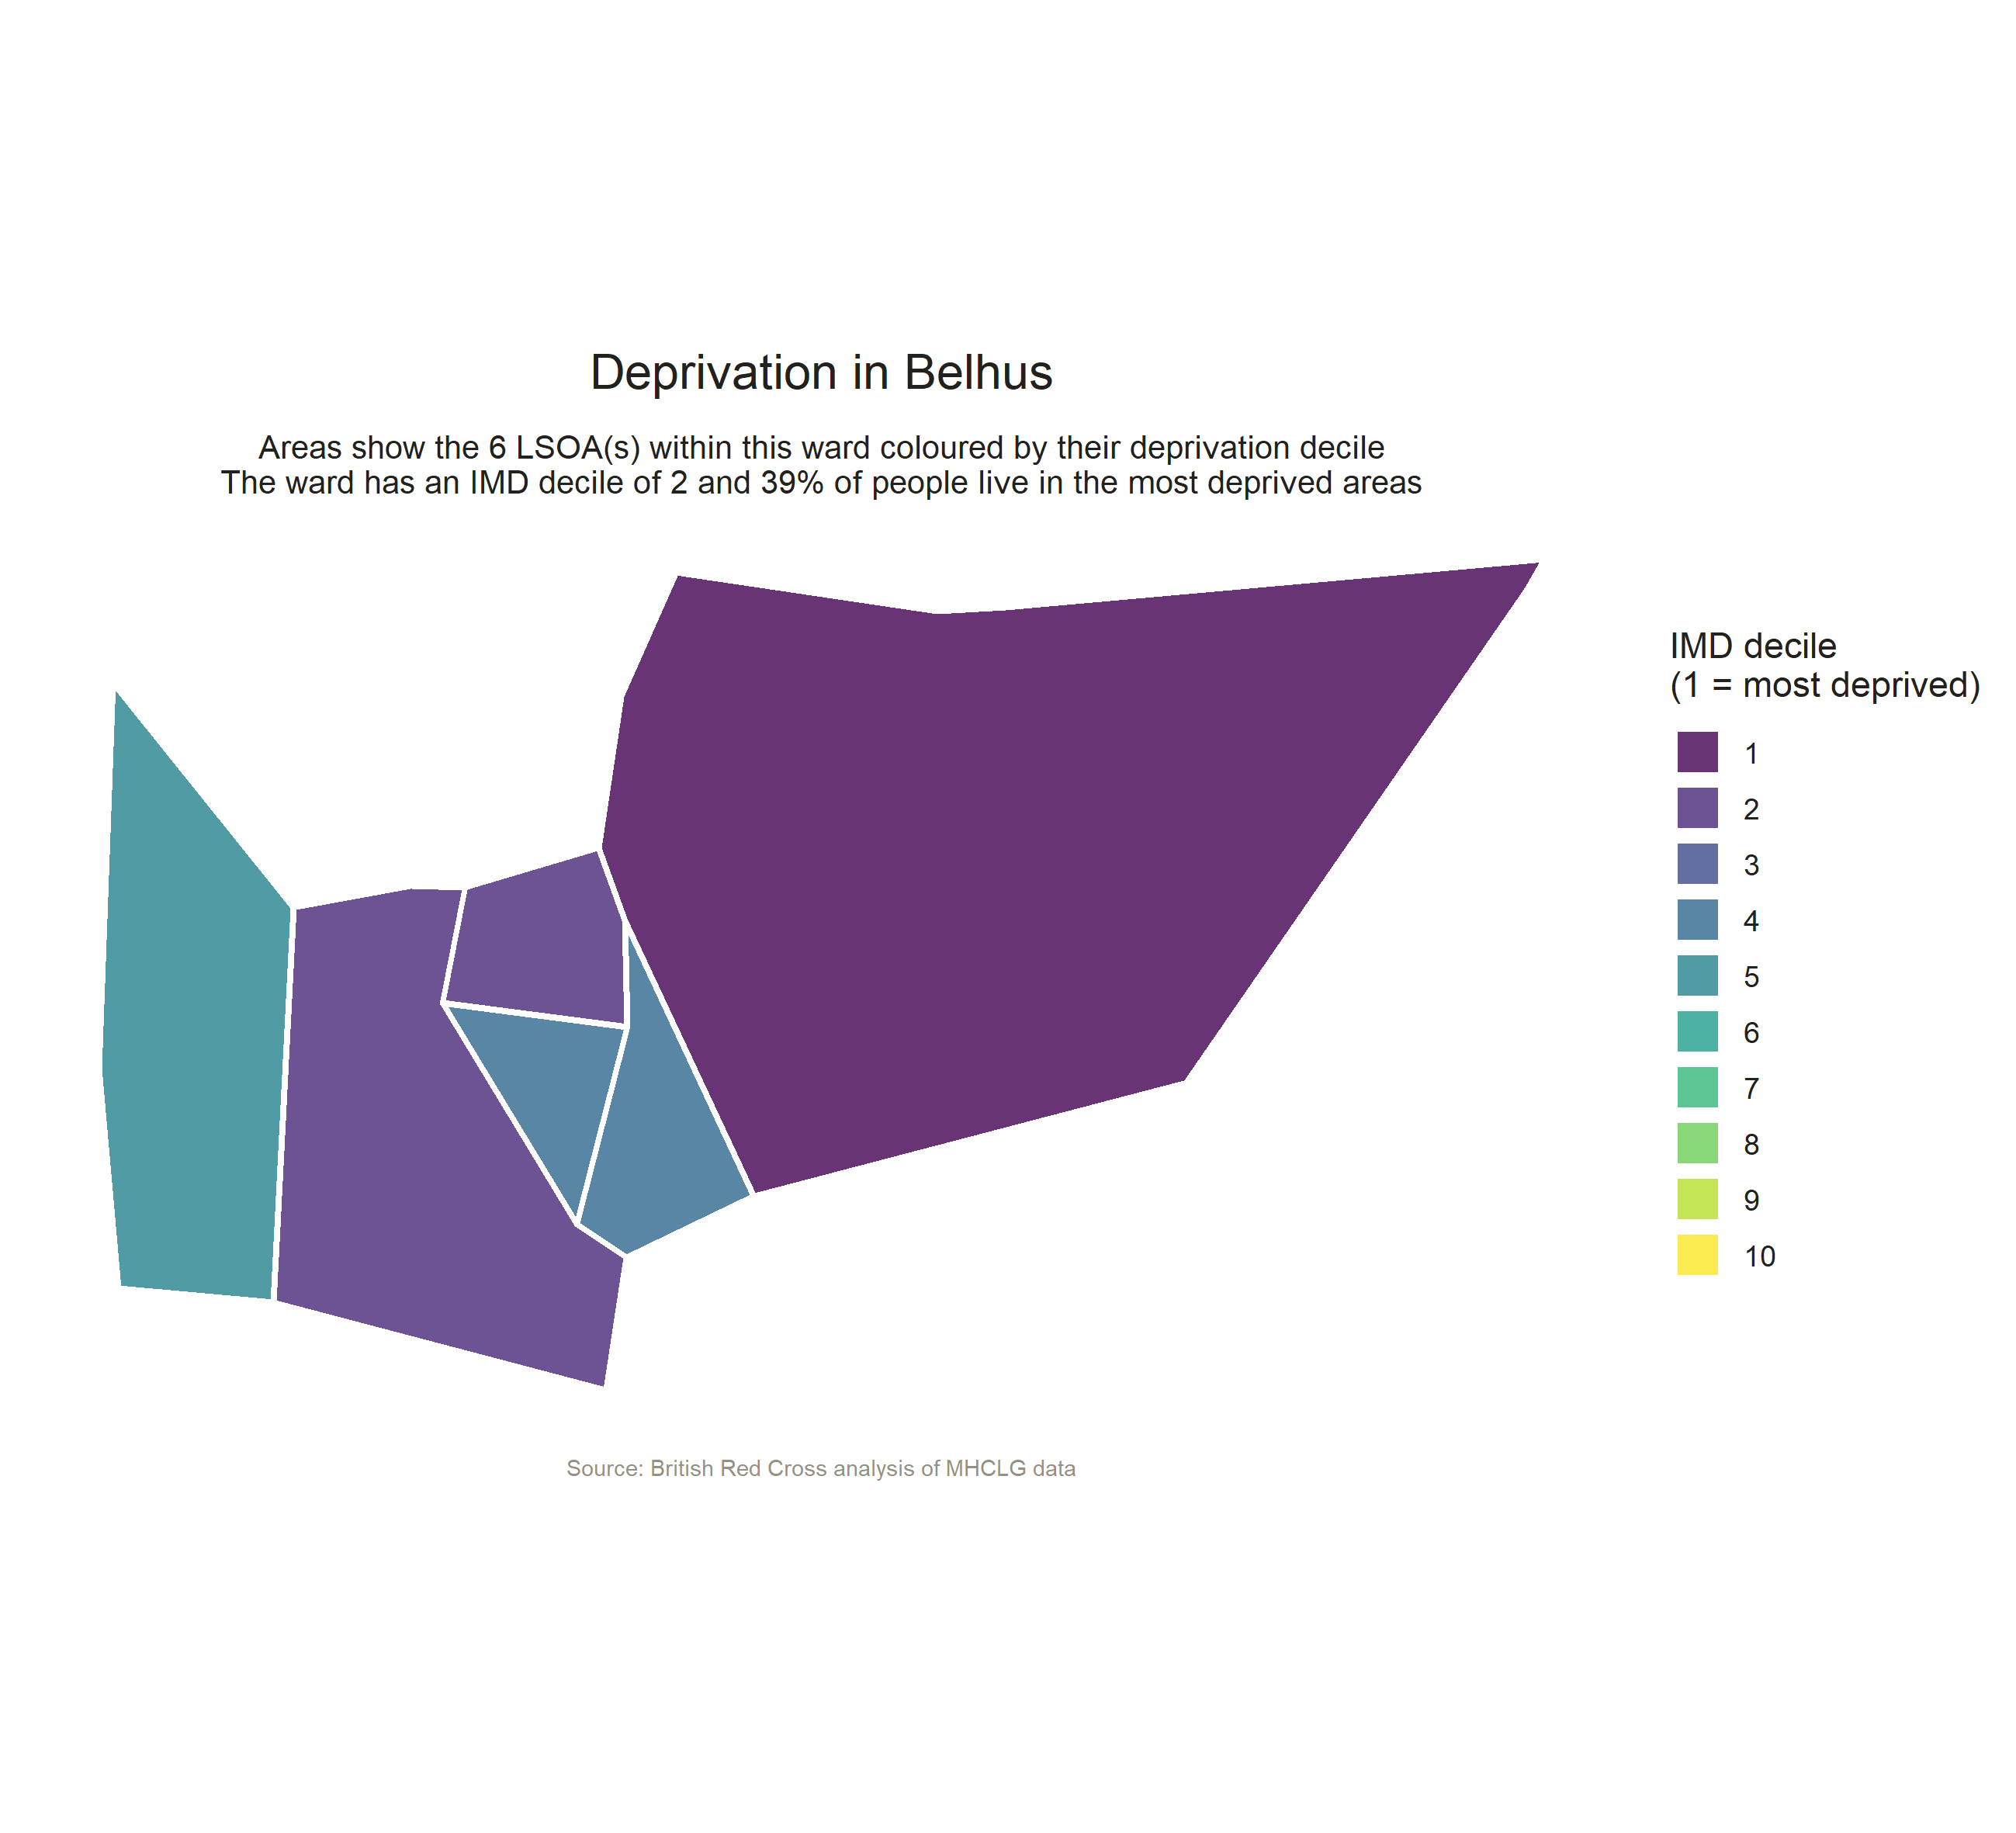 Deprivation in Belhus
Areas show the 6 LSOA(s) within this ward coloured by their deprivation decile
The ward has an IMD decile of 2 and 39% of people live in the most deprived areas
IMD decile
(1 = most deprived)
1
2
3
4
5
6
7
8
9
10
Source: British Red Cross analysis of MHCLG data